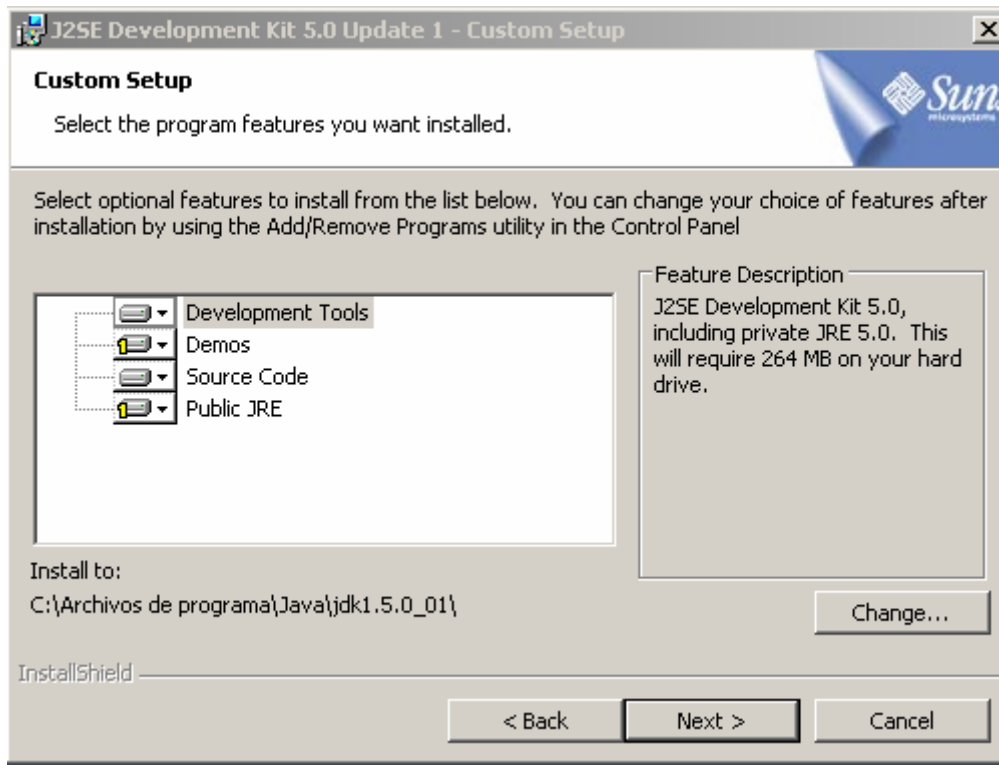 J2SE Development Kit 5.0 Update 1 - Custom Setup
Custom Setup
Select the program features you want installed.
Sun
microsystems
Select optional features to install from the list below. You can change your choice of features after
installation by using the Add/Remove Programs utility in the Control Panel
Development Tools
Demos
Source Code
Public JRE
Feature Description
J2SE Development Kit 5.0,
including private JRE 5.0. This
will require 264 MB on your hard
drive.
Install to:
C:\Archivos de programa\Java\jdk1.5.0_01\
Change...
InstallShield
< Back
Next >
Cancel